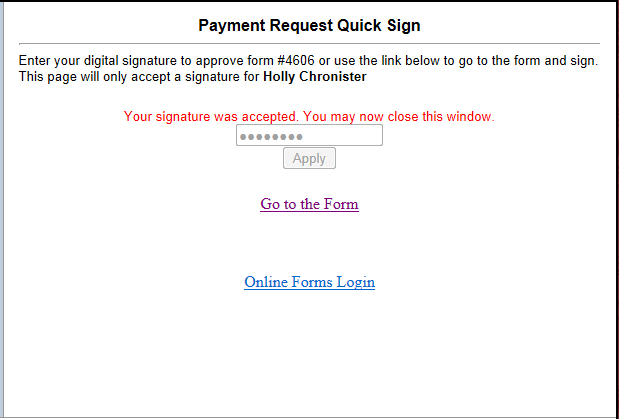 Payment Request Quick Sign
Enter your digital signature to approve form #4606 or use the link below to go to the form and sign.
This page will only accept a signature for Holly Chronister
Your signature was accepted. You may now close this window.
●●●●●●●●
Apply
Go to the Form
Online Forms Login